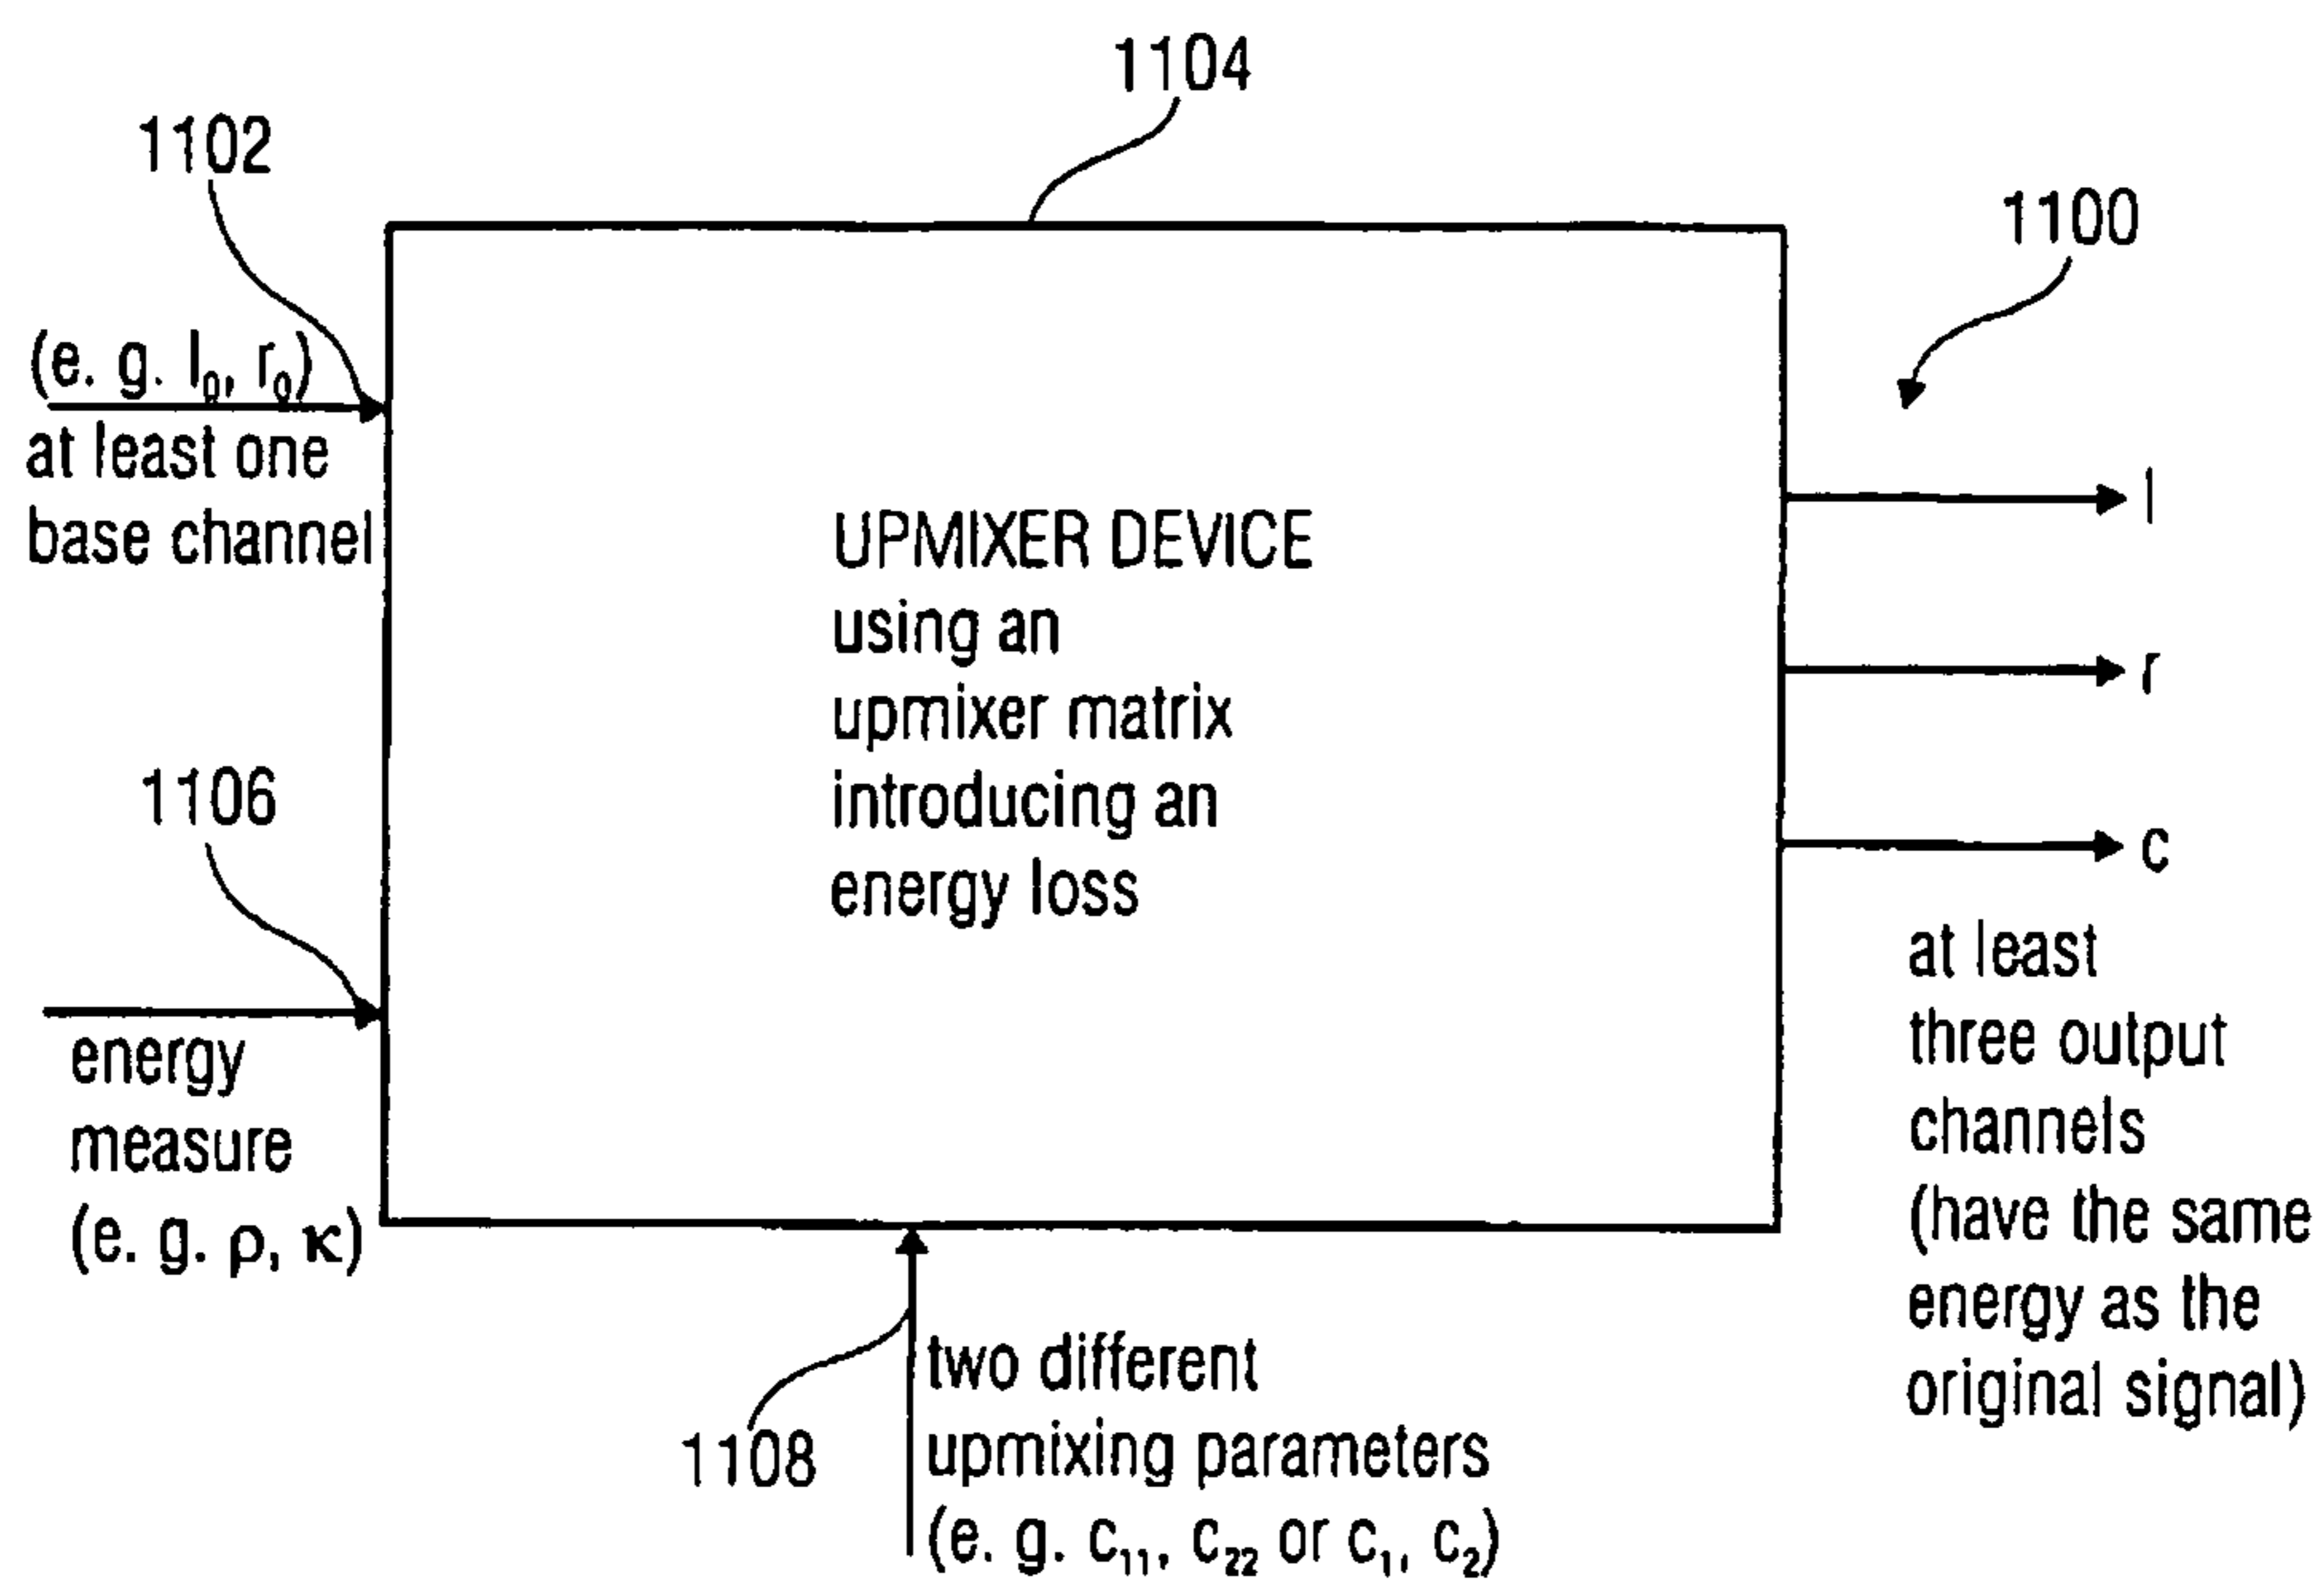 1104
1102
1100
(e. g. l₀, r₀)
at least one
base channel
UPMIXER DEVICE
using an
upmixer matrix
introducing an
energy loss
l
r
c
1106
energy
measure
(e. g. ρ, κ)
at least
three output
channels
(have the same
energy as the
original signal)
1108
two different
upmixing parameters
(e. g. c₁₁, c₂₂ or c₁, c₂)